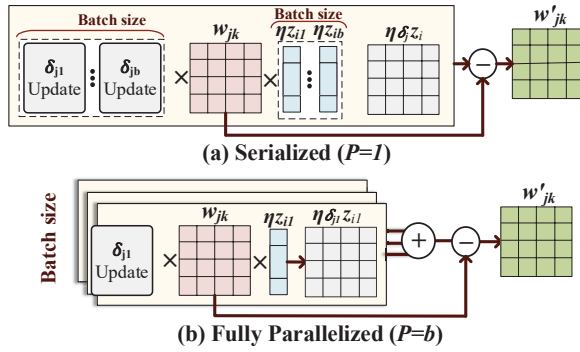 Batch size
Batch size
δj1
Update
δjb
Update
×
wjk
×
ηzi1 ηzib
ηδjzi
−
w'jk
(a) Serialized (P=1)
Batch size
δj1
Update
×
wjk
×
ηzi1
ηδj1zi1
+
−
w'jk
(b) Fully Parallelized (P=b)